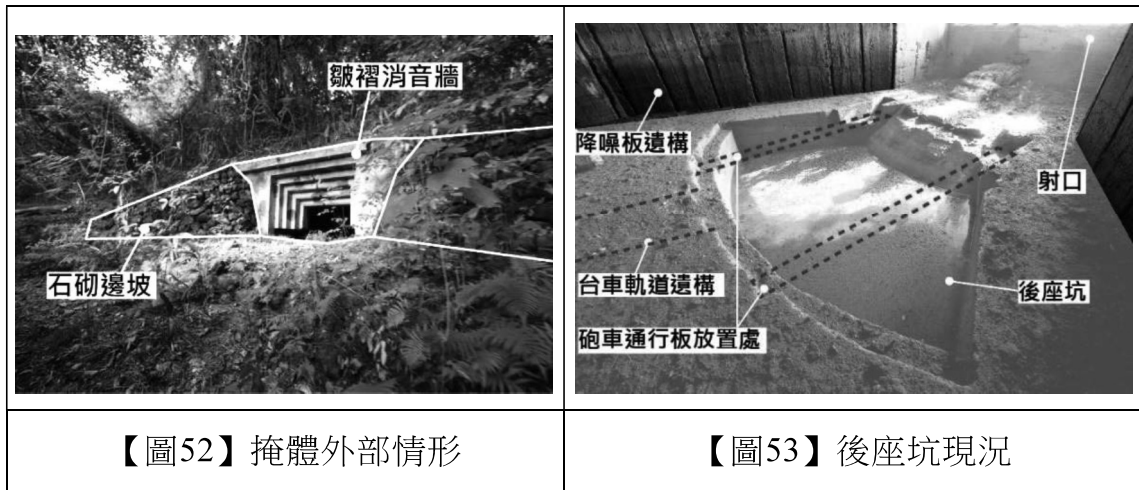 皺褶消音牆
石砌邊坡
降噪板遺構
射口
台車軌道遺構
後座坑
砲車通行板放置處
【圖52】掩體外部情形
【圖53】後座坑現況